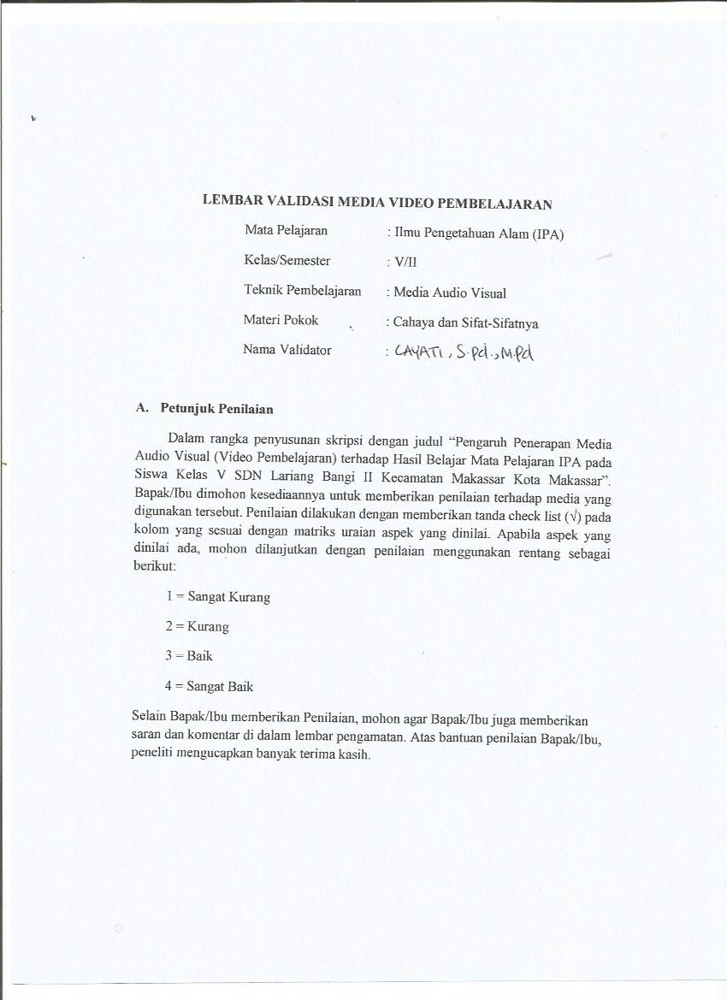 LEMBAR VALIDASI MEDIA VIDEO PEMBELAJARAN
Mata Pelajaran : Ilmu Pengetahuan Alam (IPA)
Kelas/Semester : V/II
Teknik Pembelajaran : Media Audio Visual
Materi Pokok : Cahaya dan Sifat-Sifatnya
Nama Validator : CAYATI, S.Pd., M.Pd
A. Petunjuk Penilaian
Dalam rangka penyusunan skripsi dengan judul “Pengaruh Penerapan Media
Audio Visual (Video Pembelajaran) terhadap Hasil Belajar Mata Pelajaran IPA pada
Siswa Kelas V SDN Lariang Bangi II Kecamatan Makassar Kota Makassar”.
Bapak/Ibu dimohon kesediaannya untuk memberikan penilaian terhadap media yang
digunakan tersebut. Penilaian dilakukan dengan memberikan tanda check list (√) pada
kolom yang sesuai dengan matriks uraian aspek yang dinilai. Apabila aspek yang
dinilai ada, mohon dilanjutkan dengan penilaian menggunakan rentang sebagai
berikut:
1 = Sangat Kurang
2 = Kurang
3 = Baik
4 = Sangat Baik
Selain Bapak/Ibu memberikan Penilaian, mohon agar Bapak/Ibu juga memberikan
saran dan komentar di dalam lembar pengamatan. Atas bantuan penilaian Bapak/Ibu,
peneliti mengucapkan banyak terima kasih.